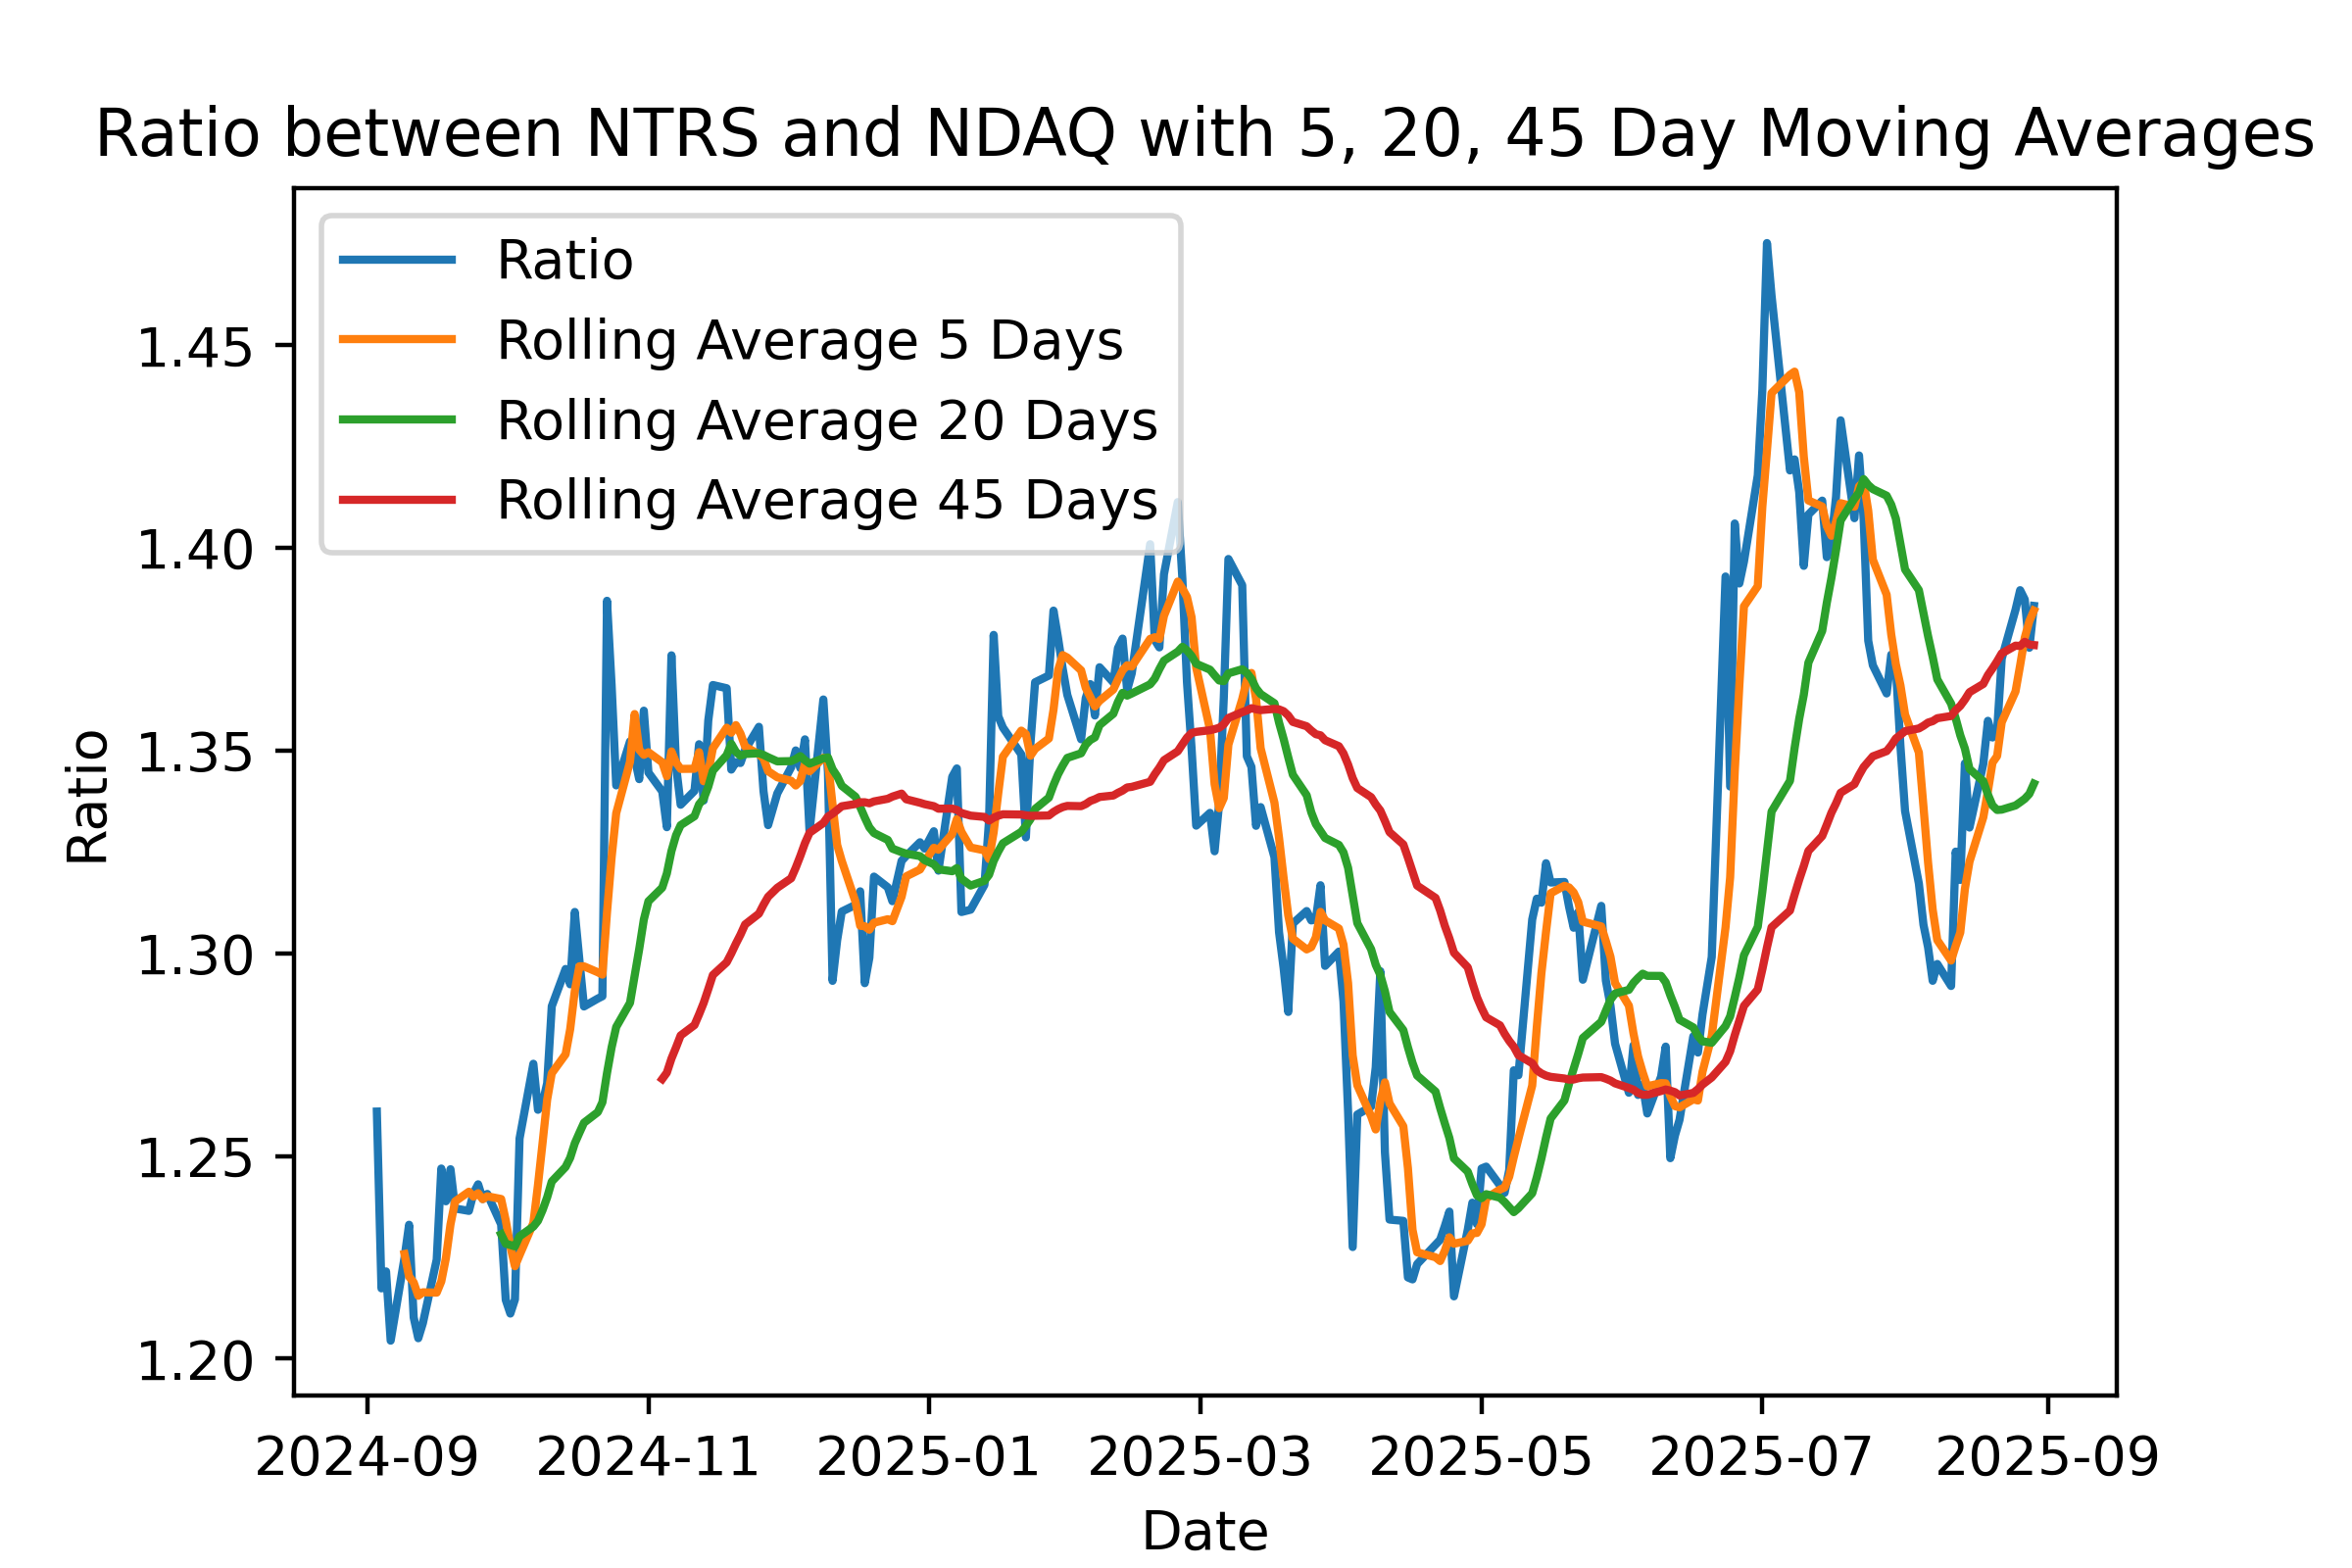 Ratio between NTRS and NDAQ with 5, 20, 45 Day Moving Averages
Ratio
Rolling Average 5 Days
Rolling Average 20 Days
Rolling Average 45 Days
1.45
1.40
1.35
1.30
1.25
1.20
Ratio
2024-09 2024-11 2025-01 2025-03 2025-05 2025-07 2025-09
Date